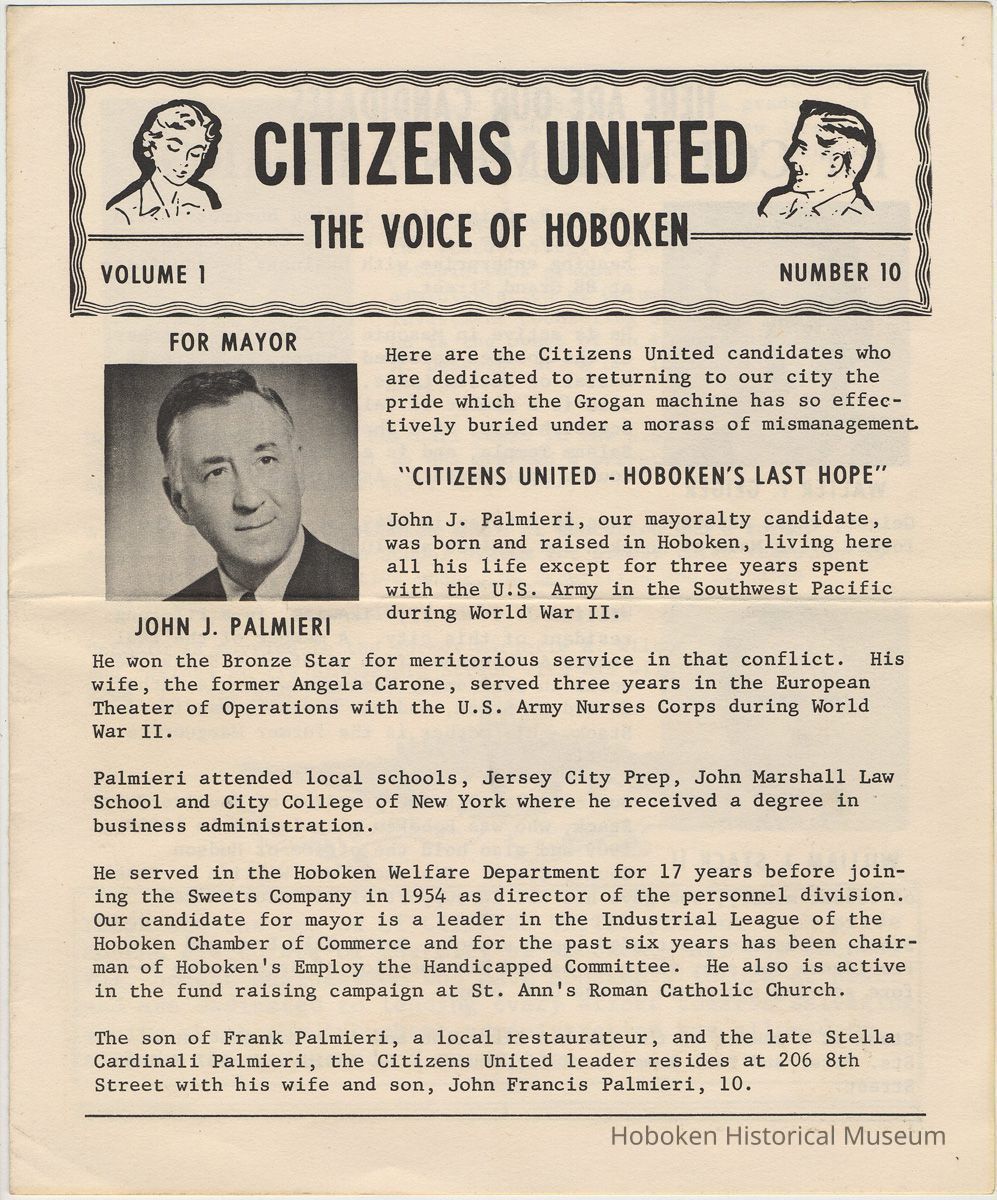 CITIZENS UNITED
THE VOICE OF HOBOKEN
VOLUME 1
NUMBER 10
FOR MAYOR
JOHN J. PALMIERI
Here are the Citizens United candidates who
are dedicated to returning to our city the
pride which the Grogan machine has so effec-
tively buried under a morass of mismanagement.
"CITIZENS UNITED - HOBOKEN'S LAST HOPE"
John J. Palmieri, our mayoralty candidate,
was born and raised in Hoboken, living here
all his life except for three years spent
with the U.S. Army in the Southwest Pacific
during World War II.
He won the Bronze Star for meritorious service in that conflict. His
wife, the former Angela Carone, served three years in the European
Theater of Operations with the U.S. Army Nurses Corps during World
War II.
Palmieri attended local schools, Jersey City Prep, John Marshall Law
School and City College of New York where he received a degree in
business administration.
He served in the Hoboken Welfare Department for 17 years before join-
ing the Sweets Company in 1954 as director of the personnel division.
Our candidate for mayor is a leader in the Industrial League of the
Hoboken Chamber of Commerce and for the past six years has been chair-
man of Hoboken's Employ the Handicapped Committee. He also is active
in the fund raising campaign at St. Ann's Roman Catholic Church.
The son of Frank Palmieri, a local restaurateur, and the late Stella
Cardinali Palmieri, the Citizens United leader resides at 206 8th
Street with his wife and son, John Francis Palmieri, 10.
Hoboken Historical Museum